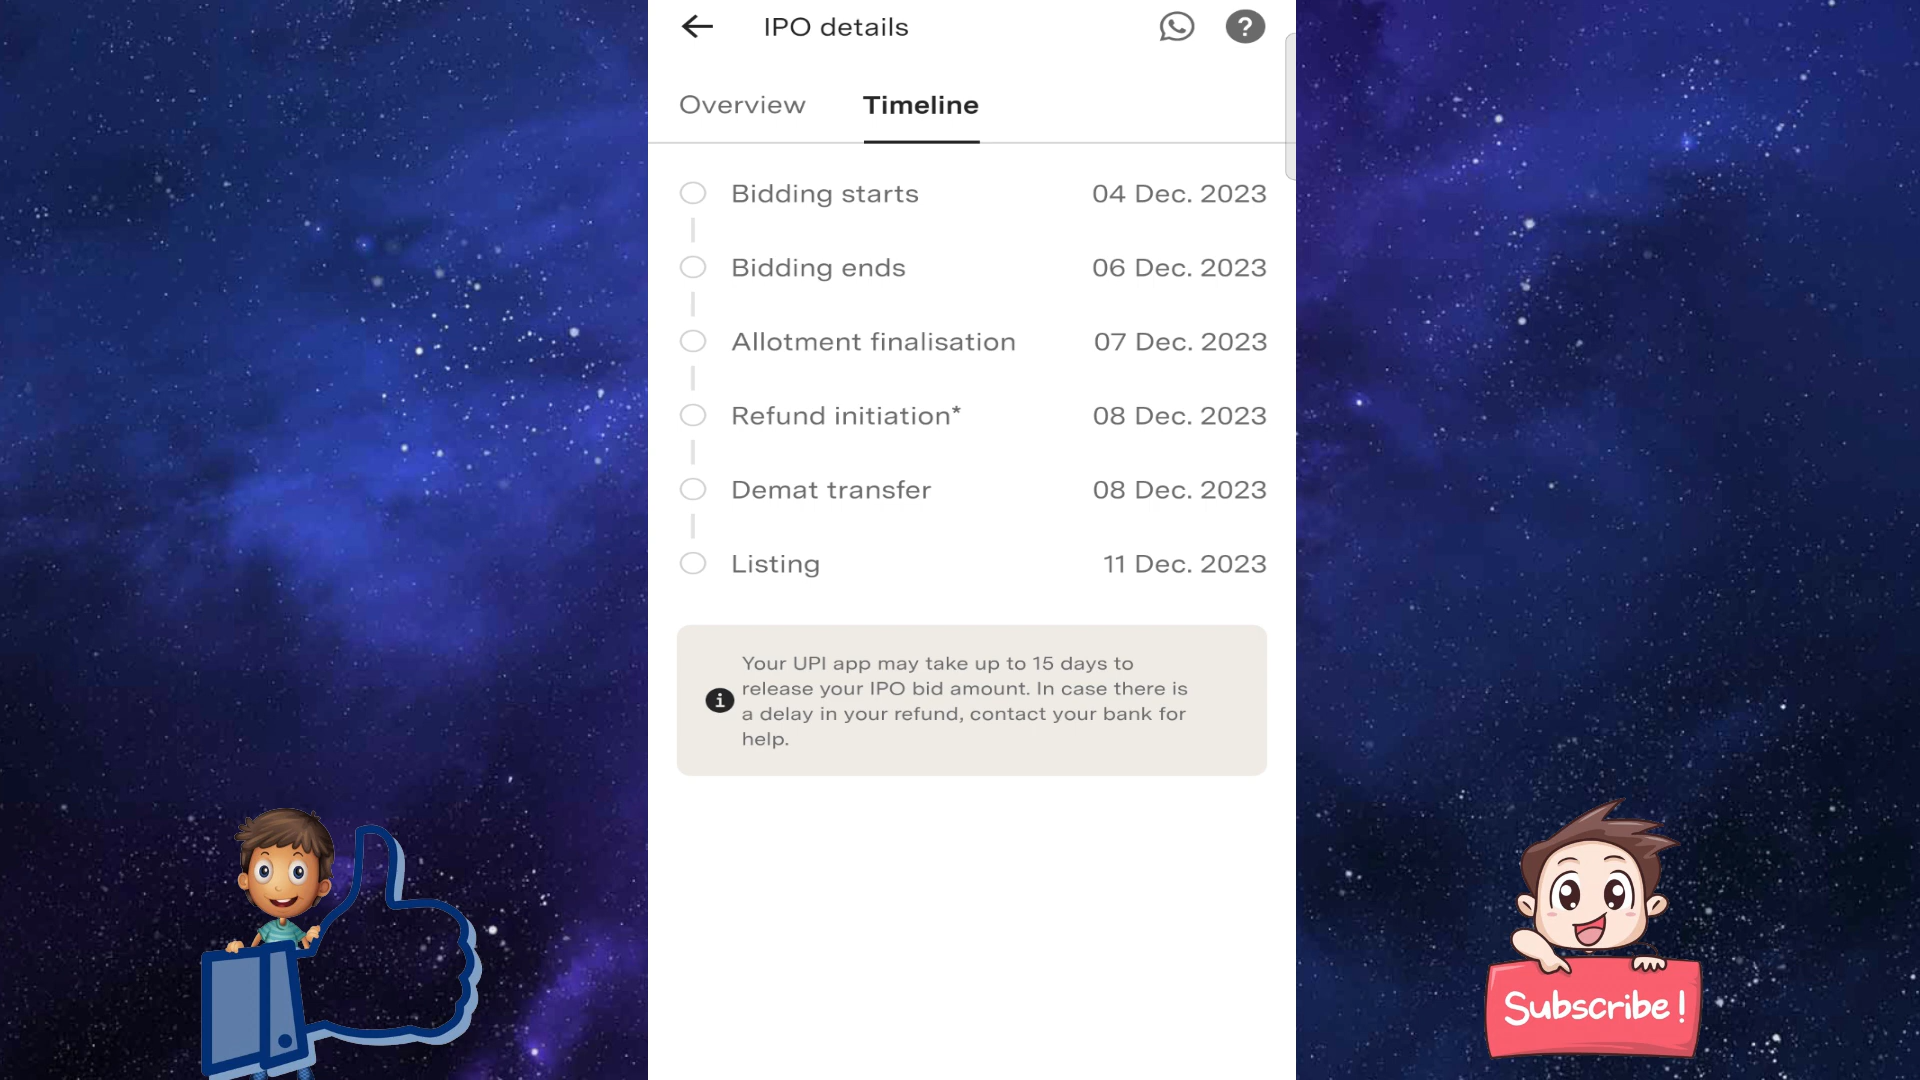 IPO details
?
Overview Timeline
Bidding starts 04 Dec. 2023
Bidding ends 06 Dec. 2023
Allotment finalisation 07 Dec. 2023
Refund initiation* 08 Dec. 2023
Demat transfer 08 Dec. 2023
Listing 11 Dec. 2023
i
Your UPI app may take up to 15 days to
release your IPO bid amount. In case there is
a delay in your refund, contact your bank for
help.
Subscribe!